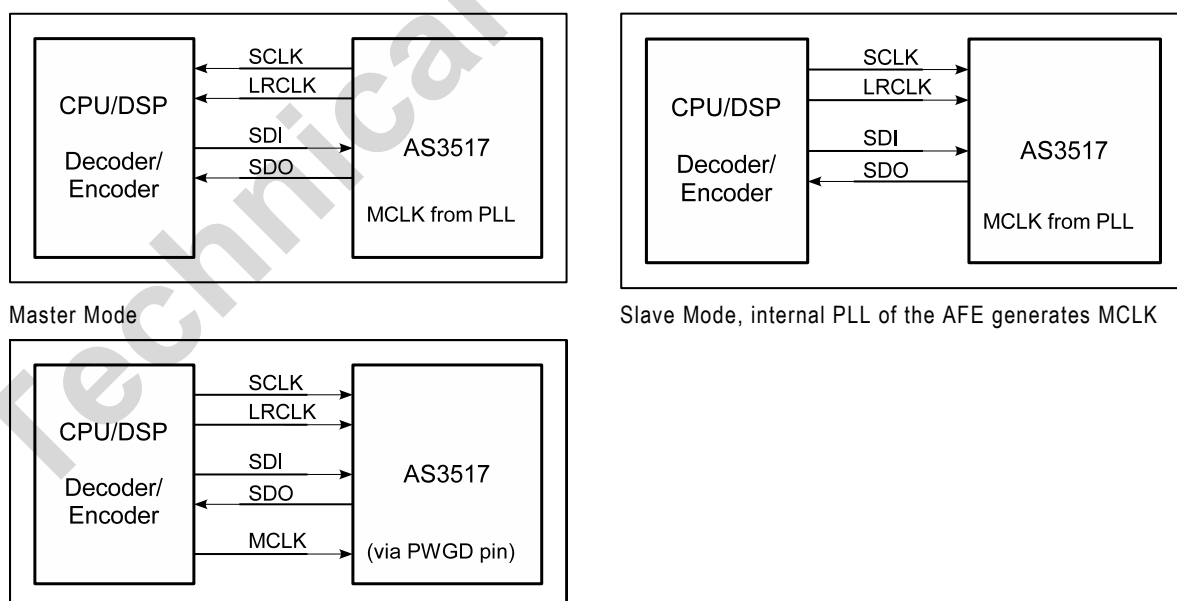 SCLK
LRCLK
CPU/DSP
SDI
AS3517
Decoder/
SDO
Encoder
MCLK from PLL
Master Mode
SCLK
LRCLK
CPU/DSP
SDI
AS3517
Decoder/
SDO
Encoder
MCLK from PLL
Slave Mode, internal PLL of the AFE generates MCLK
SCLK
LRCLK
CPU/DSP
SDI
AS3517
Decoder/
SDO
Encoder
MCLK
(via PWGD pin)
Technical